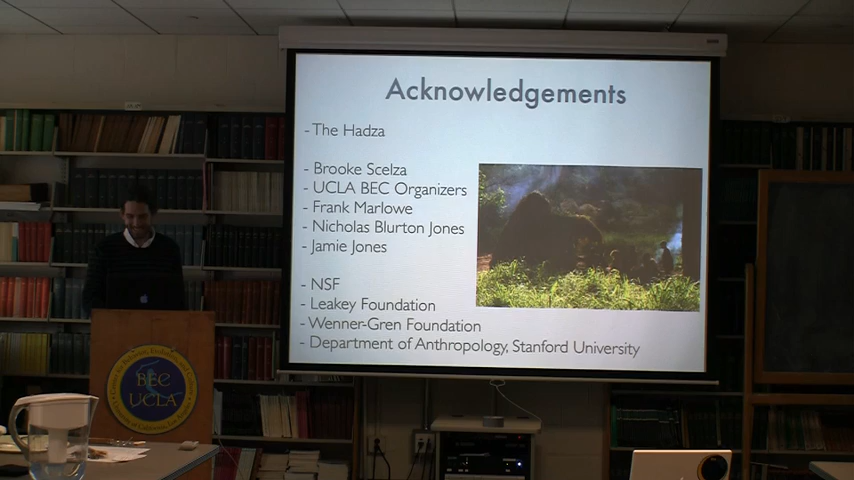 Acknowledgements
- The Hadza
- Brooke Scelza
- UCLA BEC Organizers
- Frank Marlowe
- Nicholas Blurton Jones
- Jamie Jones
- NSF
- Leakey Foundation
- Wenner-Gren Foundation
- Department of Anthropology, Stanford University
BEC
UCLA